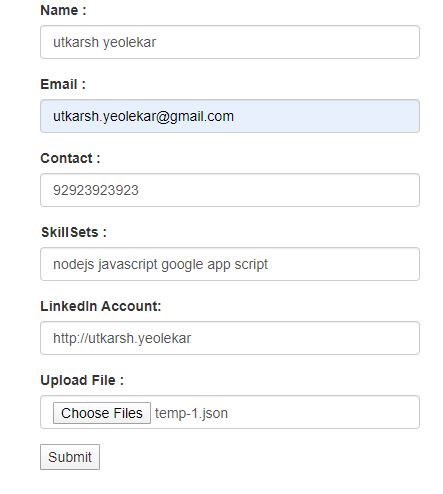 Name :
utkarsh yeolekar
Email :
utkarsh.yeolekar@gmail.com
Contact :
92923923923
SkillSets :
nodejs javascript google app script
LinkedIn Account:
http://utkarsh.yeolekar
Upload File :
Choose Files temp-1.json
Submit